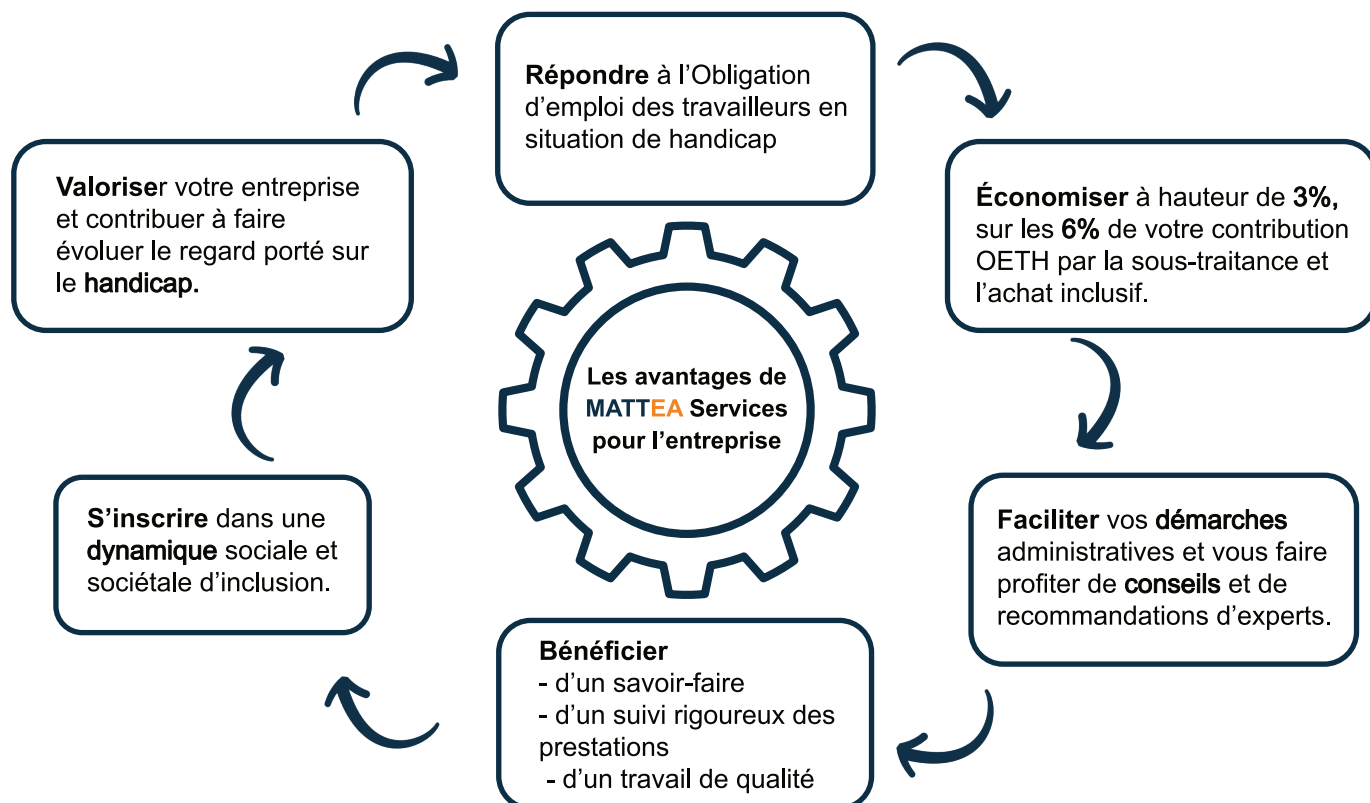 Répondre à l’Obligation
d’emploi des travailleurs en
situation de handicap
Économiser à hauteur de 3%,
sur les 6% de votre contribution
OETH par la sous-traitance et
l’achat inclusif.
Faciliter vos démarches
administratives et vous faire
profiter de conseils et de
recommandations d’experts.
Bénéficier
- d’un savoir-faire
- d’un suivi rigoureux des
prestations
- d’un travail de qualité
S’inscrire dans une
dynamique sociale et
sociétale d’inclusion.
Valoriser votre entreprise
et contribuer à faire
évoluer le regard porté sur
le handicap.
Les avantages de
MATTEA Services
pour l’entreprise